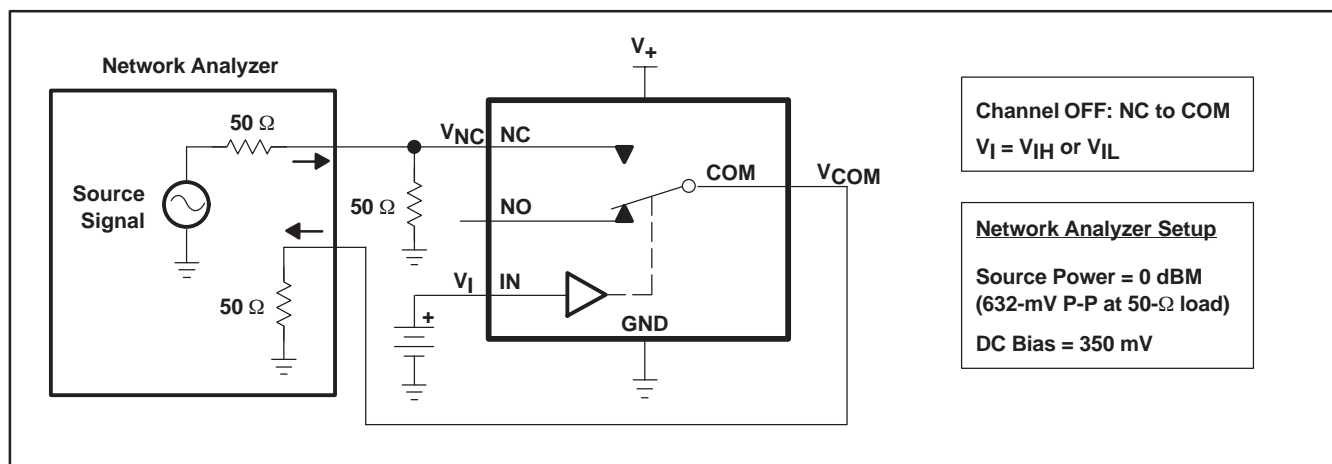 Network Analyzer
50 Ω
Source
Signal
50 Ω
50 Ω
V+
VNC NC
NO
VI IN
COM
VCOM
+
GND
Channel OFF: NC to COM
VI = VIH or VIL
Network Analyzer Setup
Source Power = 0 dBM
(632-mV P-P at 50-Ω load)
DC Bias = 350 mV